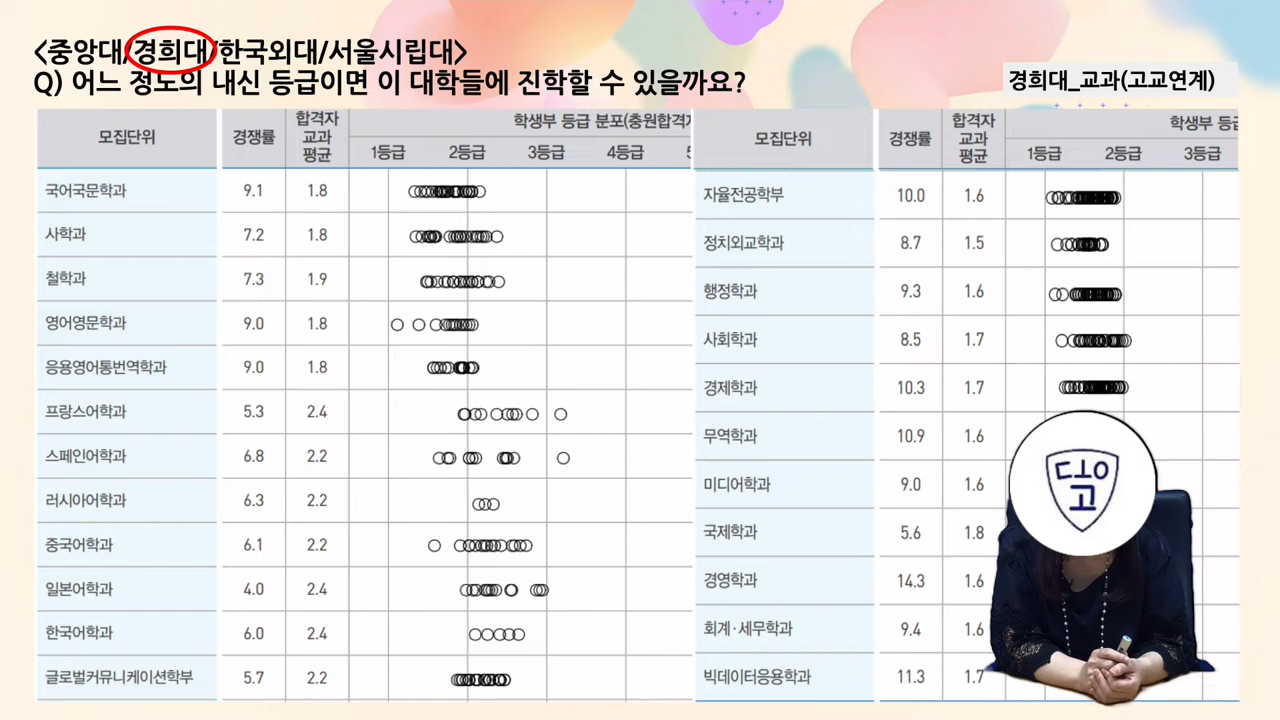 <중앙대/경희대/한국외대/서울시립대>
Q) 어느 정도의 내신 등급이면 이 대학들에 진학할 수 있을까요?
경희대_교과(고교연계)
모집단위 경쟁률 합격자 교과 평균 학생부 등급 분포(충원합격자
1등급 2등급 3등급 4등급 5
국어국문학과 9.1 1.8
사학과 7.2 1.8
철학과 7.3 1.9
영어영문학과 9.0 1.8
응용영어통번역학과 9.0 1.8
프랑스어학과 5.3 2.4
스페인어학과 6.8 2.2
러시아어학과 6.3 2.2
중국어학과 6.1 2.2
일본어학과 4.0 2.4
한국어학과 6.0 2.4
글로벌커뮤니케이션학부 5.7 2.2
모집단위 경쟁률 합격자 교과 평균 학생부 등급
1등급 2등급 3등급
자율전공학부 10.0 1.6
정치외교학과 8.7 1.5
행정학과 9.3 1.6
사회학과 8.5 1.7
경제학과 10.3 1.7
무역학과 10.9 1.6
미디어학과 9.0 1.6
국제학과 5.6 1.8
경영학과 14.3 1.6
회계·세무학과 9.4 1.6
빅데이터응용학과 11.3 1.7
고